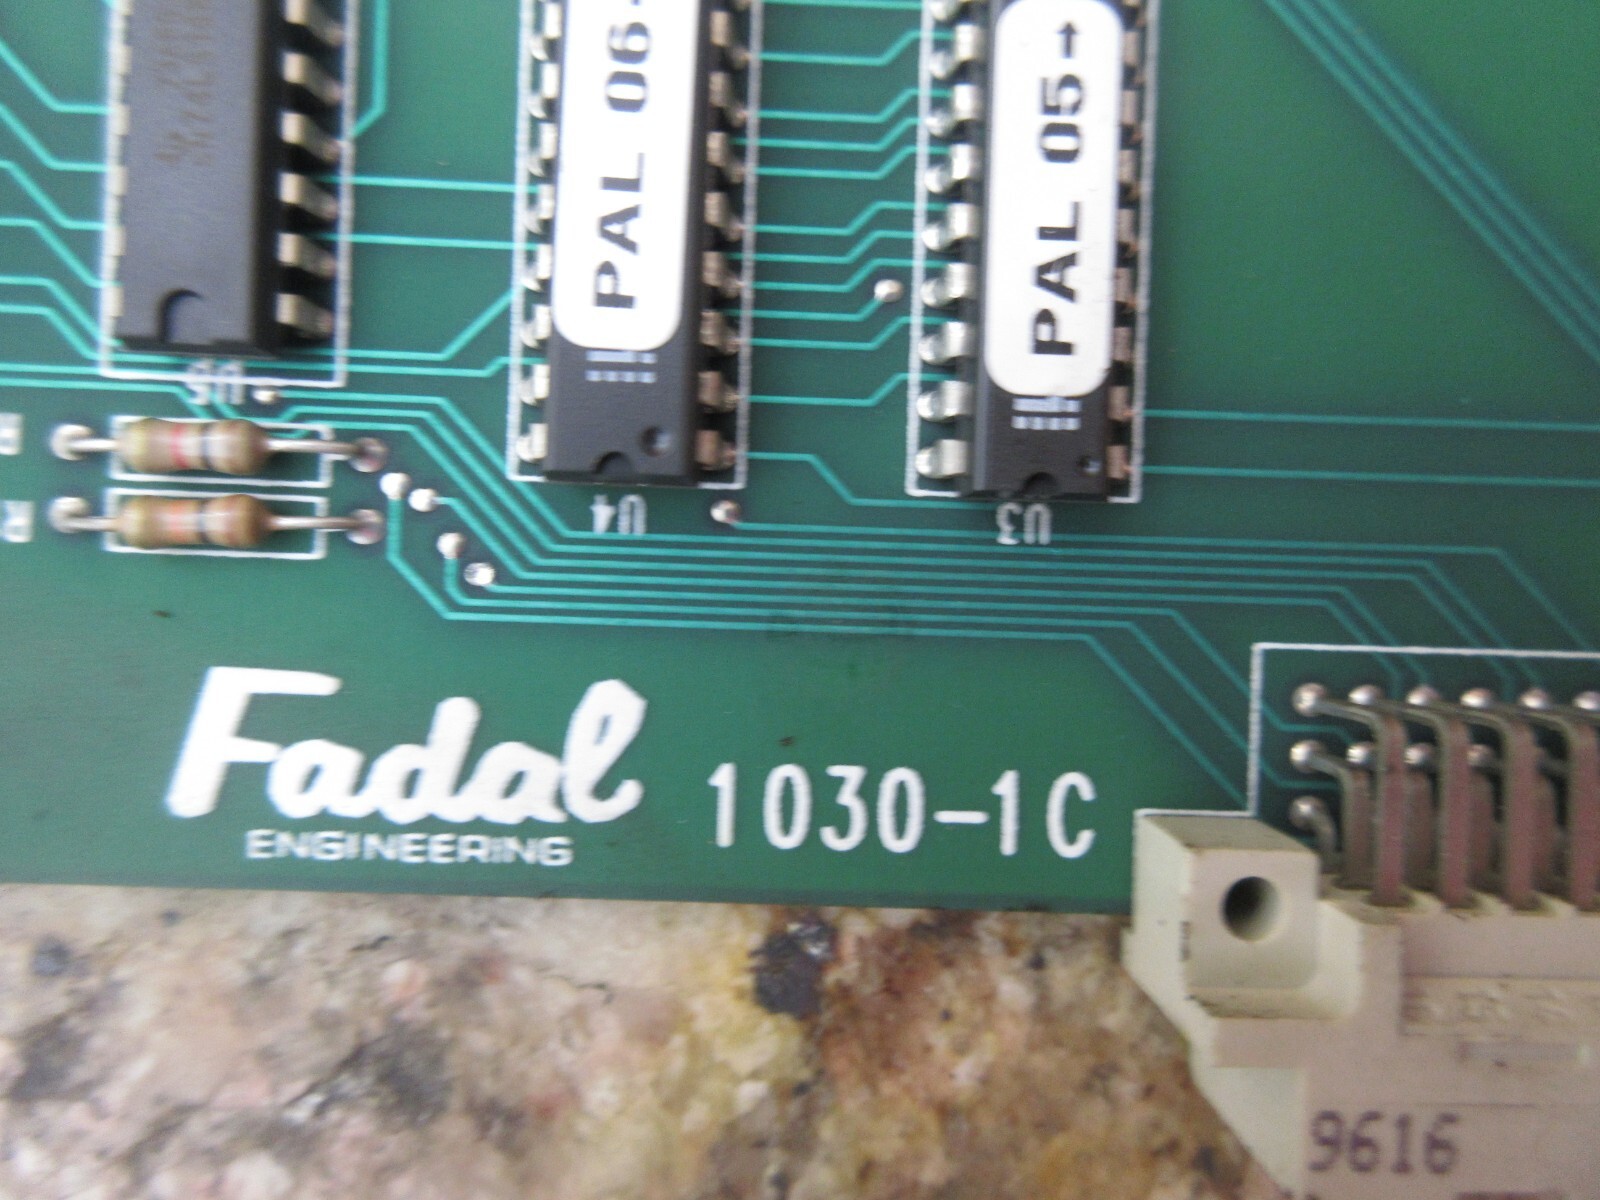 PAL 06-
PAL 05
U5
U4
U3
R
R
Fadal
ENGINEERING
1030-1C
9616